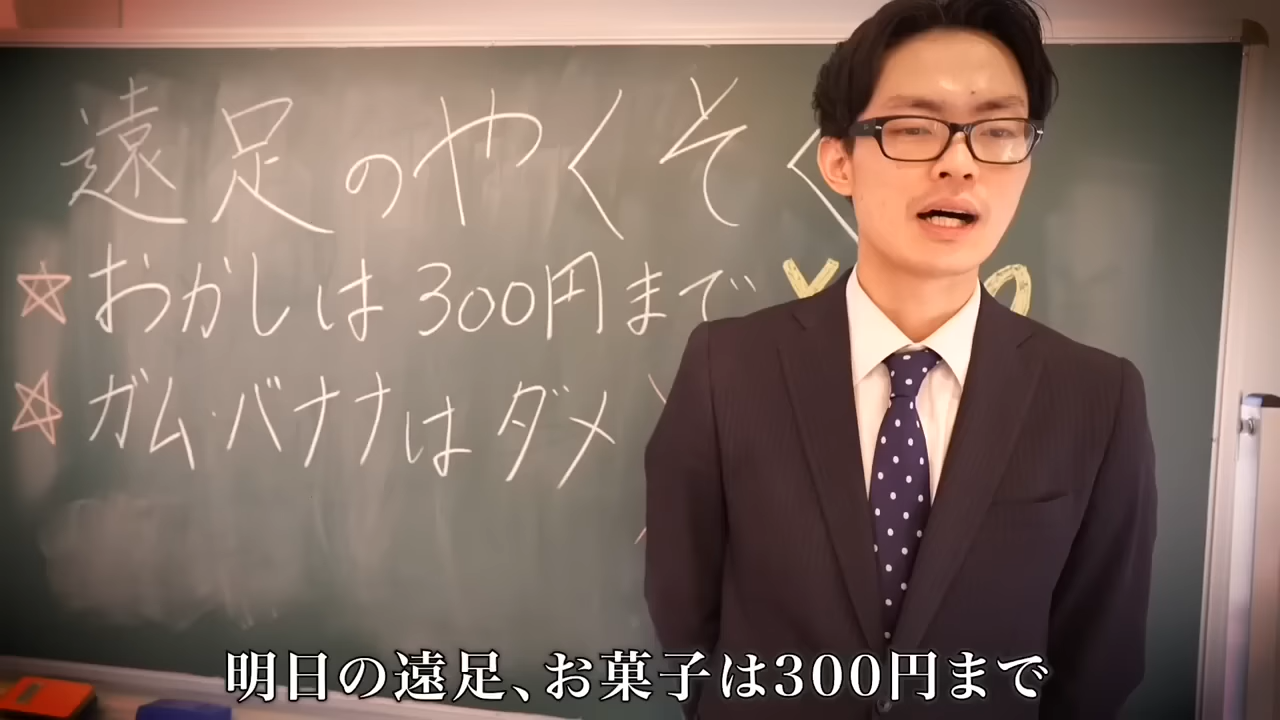 遠足のやくそく
☆おかしは300円まで
☆ガム・バナナはダメ
明日の遠足、お菓子は300円まで